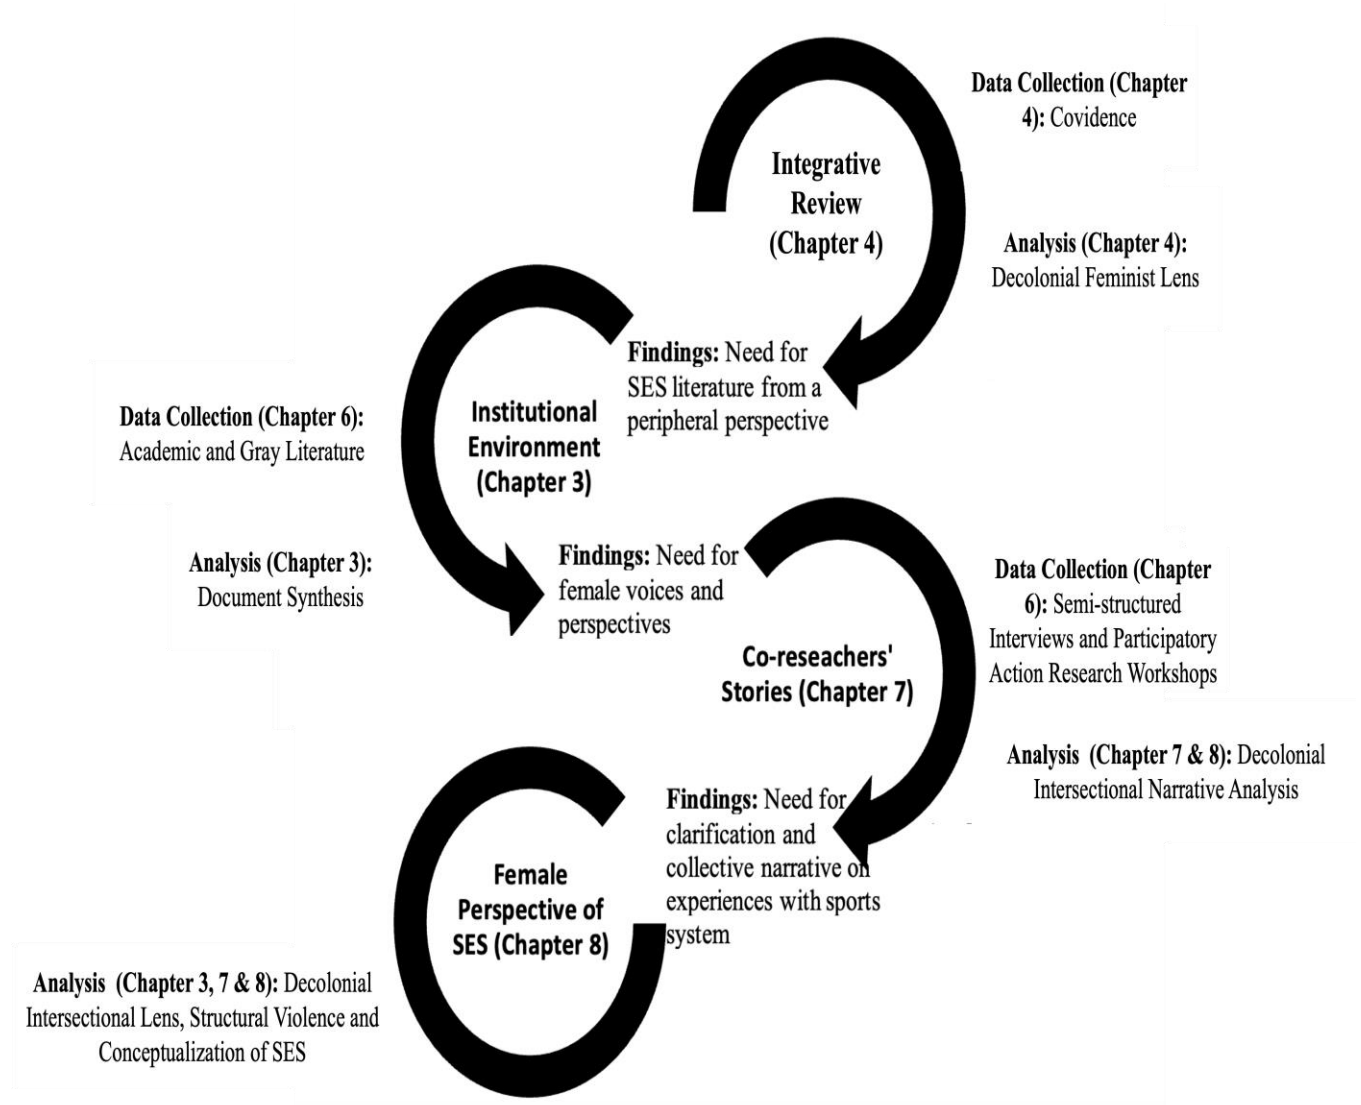 Integrative
Review
(Chapter 4)
Data Collection (Chapter
4): Covidence
Analysis (Chapter 4):
Decolonial Feminist Lens
Findings: Need for
SES literature from a
peripheral perspective
Institutional
Environment
(Chapter 3)
Data Collection (Chapter 6):
Academic and Gray Literature
Analysis (Chapter 3):
Document Synthesis
Findings: Need for
female voices and
perspectives
Co-reseachers'
Stories (Chapter 7)
Data Collection (Chapter
6): Semi-structured
Interviews and Participatory
Action Research Workshops
Analysis (Chapter 7 & 8): Decolonial
Intersectional Narrative Analysis
Findings: Need for
clarification and
collective narrative on
experiences with sports
system
Female
Perspective of
SES (Chapter 8)
Analysis (Chapter 3, 7 & 8): Decolonial
Intersectional Lens, Structural Violence and
Conceptualization of SES